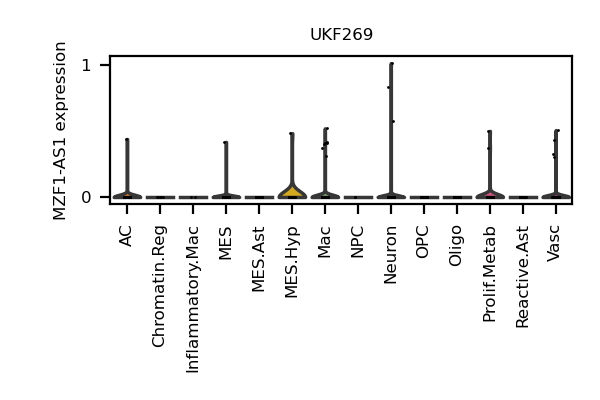 UKF269
MZF1-AS1 expression
1
0
AC
Chromatin.Reg
Inflammatory.Mac
MES
MES.Ast
MES.Hyp
Mac
NPC
Neuron
OPC
Oligo
Prolif.Metab
Reactive.Ast
Vasc